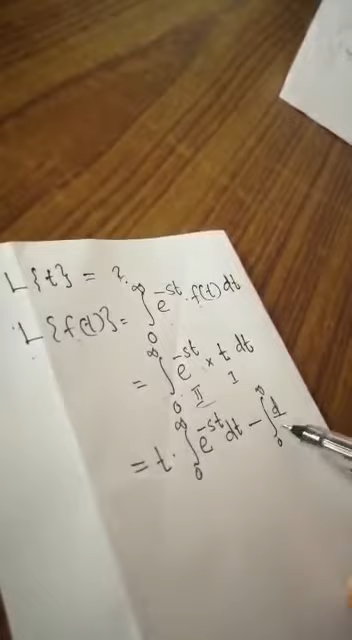 L{t} = ?
L{f(t)} = ∫₀^∞ e^-st · f(t) dt
= ∫₀^∞ e^-st × t dt
II I
= t · ∫₀^∞ e^-st dt - ∫₀^∞ d